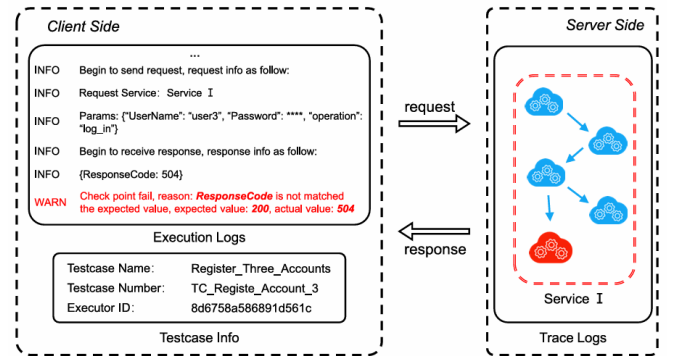 Client Side
...
INFO Begin to send request, request info as follow:
INFO Request Service: Service I
INFO Params: {"UserName": "user3", "Password": ****, "operation":
"log_in"}
INFO Begin to receive response, response info as follow:
INFO {ResponseCode: 504}
WARN Check point fail, reason: ResponseCode is not matched
the expected value, expected value: 200, actual value: 504
Execution Logs
Testcase Name: Register_Three_Accounts
Testcase Number: TC_Registe_Account_3
Executor ID: 8d6758a586891d561c
Testcase Info
request
response
Server Side
Service I
Trace Logs